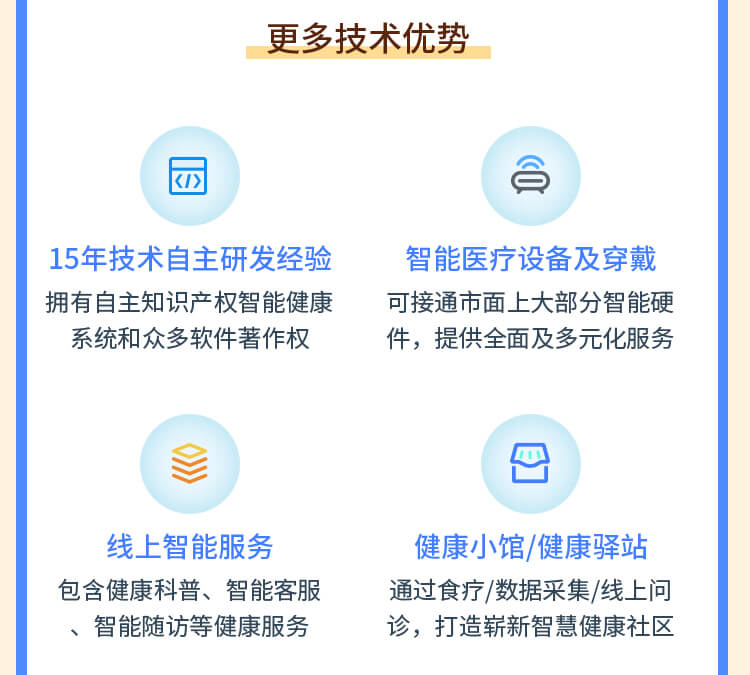 更多技术优势
15年技术自主研发经验
拥有自主知识产权智能健康
系统和众多软件著作权
智能医疗设备及穿戴
可接通市面上大部分智能硬
件，提供全面及多元化服务
线上智能服务
包含健康科普、智能客服
、智能随访等健康服务
健康小馆/健康驿站
通过食疗/数据采集/线上问
诊，打造崭新智慧健康社区